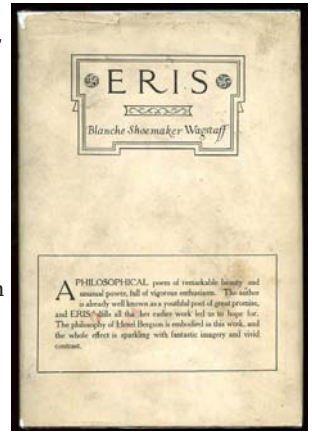 ERIS
Blanche Shoemaker Wagstaff
A PHILOSOPHICAL poem of remarkable beauty and
unusual power, full of vigorous enthusiasm. The author
is already well known as a youthful poet of great promise,
and ERIS fulfills all that her earlier work led us to hope for.
The philosophy of Henri Bergson is embodied in this work, and
the whole effect is sparkling with fantastic imagery and vivid
contrast.